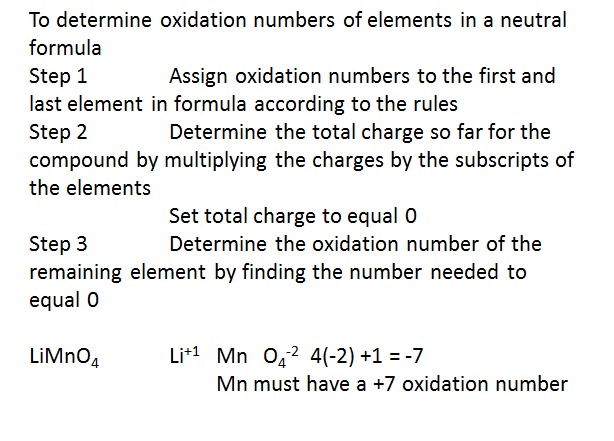 To determine oxidation numbers of elements in a neutral
formula
Step 1 Assign oxidation numbers to the first and
last element in formula according to the rules
Step 2 Determine the total charge so far for the
compound by multiplying the charges by the subscripts of
the elements
Set total charge to equal 0
Step 3 Determine the oxidation number of the
remaining element by finding the number needed to
equal 0
LiMnO₄ Li⁺¹ Mn O₄⁻² 4(-2) +1 = -7
Mn must have a +7 oxidation number